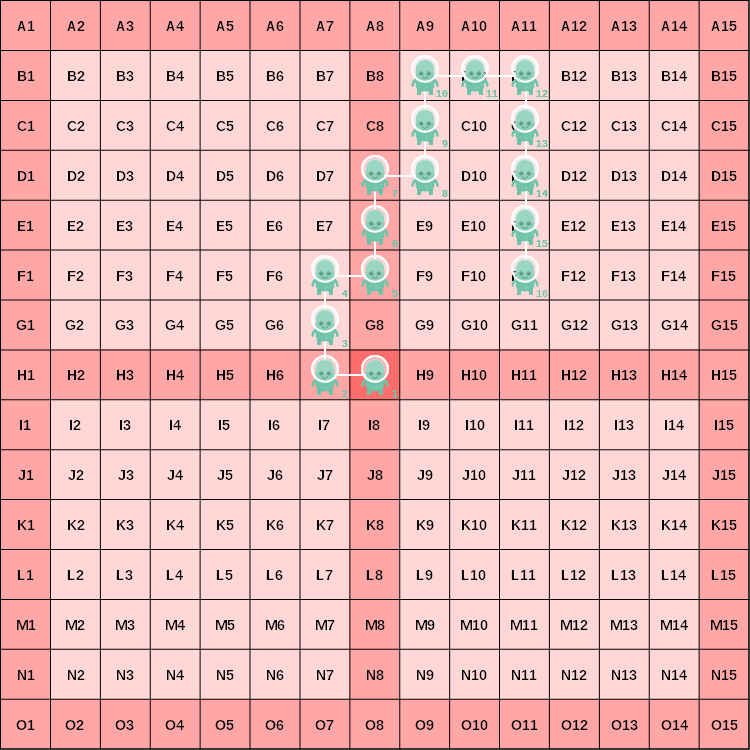 A1 A2 A3 A4 A5 A6 A7 A8 A9 A10 A11 A12 A13 A14 A15
B1 B2 B3 B4 B5 B6 B7 B8 B12 B13 B14 B15
10 11 12
C1 C2 C3 C4 C5 C6 C7 C8 C10 C12 C13 C14 C15
9 13
D1 D2 D3 D4 D5 D6 D7 D10 D12 D13 D14 D15
7 8 14
E1 E2 E3 E4 E5 E6 E7 E9 E10 E12 E13 E14 E15
6 15
F1 F2 F3 F4 F5 F6 F9 F10 F12 F13 F14 F15
4 5 16
G1 G2 G3 G4 G5 G6 G8 G9 G10 G11 G12 G13 G14 G15
3
H1 H2 H3 H4 H5 H6 H9 H10 H11 H12 H13 H14 H15
2 1
I1 I2 I3 I4 I5 I6 I7 I8 I9 I10 I11 I12 I13 I14 I15
J1 J2 J3 J4 J5 J6 J7 J8 J9 J10 J11 J12 J13 J14 J15
K1 K2 K3 K4 K5 K6 K7 K8 K9 K10 K11 K12 K13 K14 K15
L1 L2 L3 L4 L5 L6 L7 L8 L9 L10 L11 L12 L13 L14 L15
M1 M2 M3 M4 M5 M6 M7 M8 M9 M10 M11 M12 M13 M14 M15
N1 N2 N3 N4 N5 N6 N7 N8 N9 N10 N11 N12 N13 N14 N15
O1 O2 O3 O4 O5 O6 O7 O8 O9 O10 O11 O12 O13 O14 O15